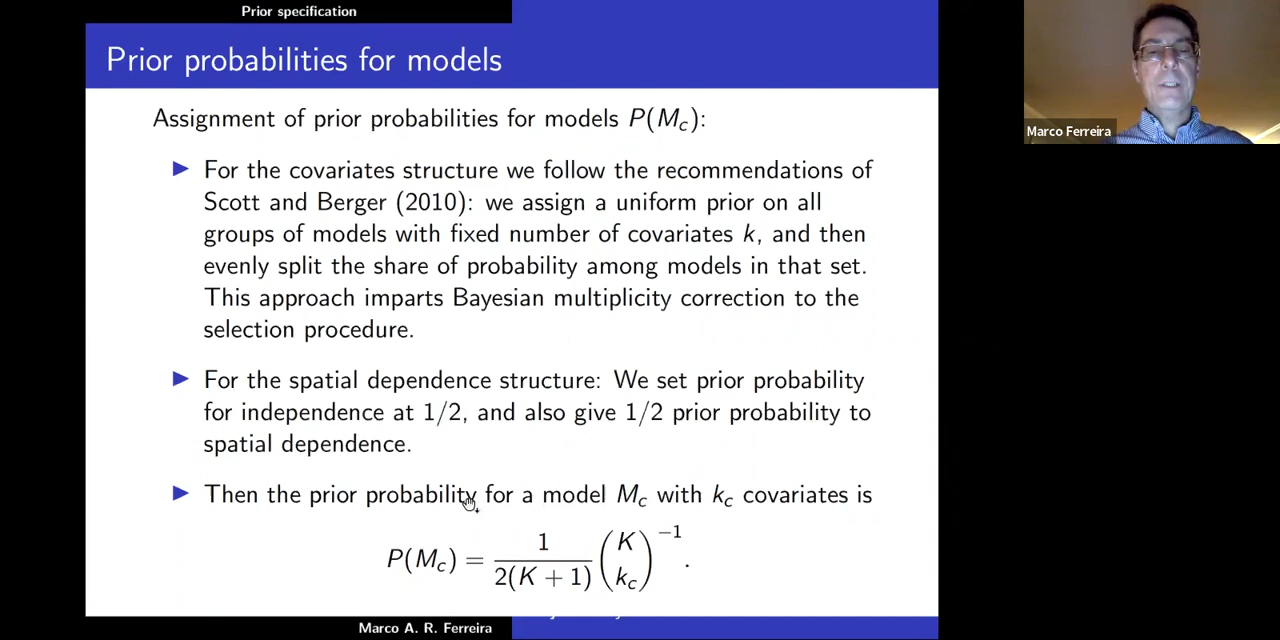 Prior specification
Prior probabilities for models
Assignment of prior probabilities for models P(M_c):
▶ For the covariates structure we follow the recommendations of
Scott and Berger (2010): we assign a uniform prior on all
groups of models with fixed number of covariates k, and then
evenly split the share of probability among models in that set.
This approach imparts Bayesian multiplicity correction to the
selection procedure.
▶ For the spatial dependence structure: We set prior probability
for independence at 1/2, and also give 1/2 prior probability to
spatial dependence.
▶ Then the prior probability for a model M_c with k_c covariates is
P(M_c) = \frac{1}{2(K + 1)} \binom{K}{k_c}^{-1}.
Marco A. R. Ferreira
Marco Ferreira